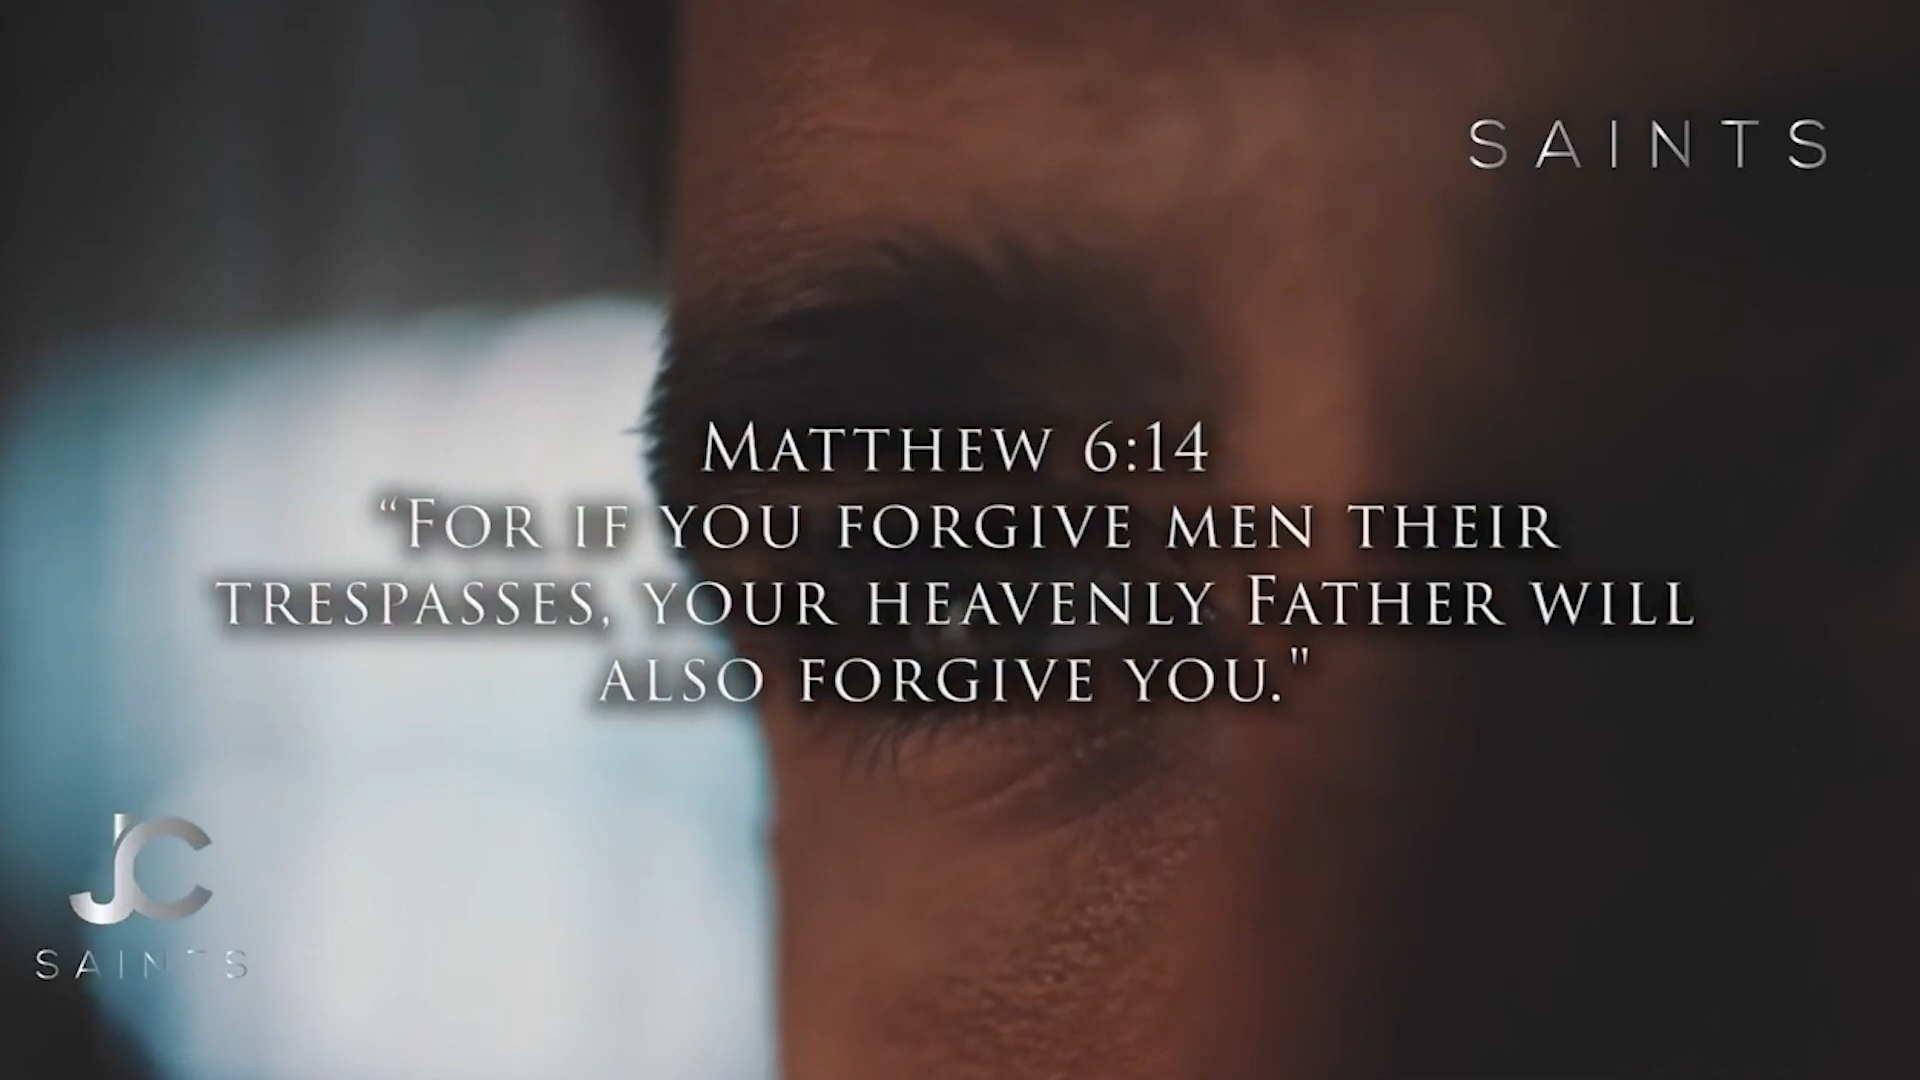 SAINTS
MATTHEW 6:14
“FOR IF YOU FORGIVE MEN THEIR
TRESPASSES, YOUR HEAVENLY FATHER WILL
ALSO FORGIVE YOU."
JC
SAINTS